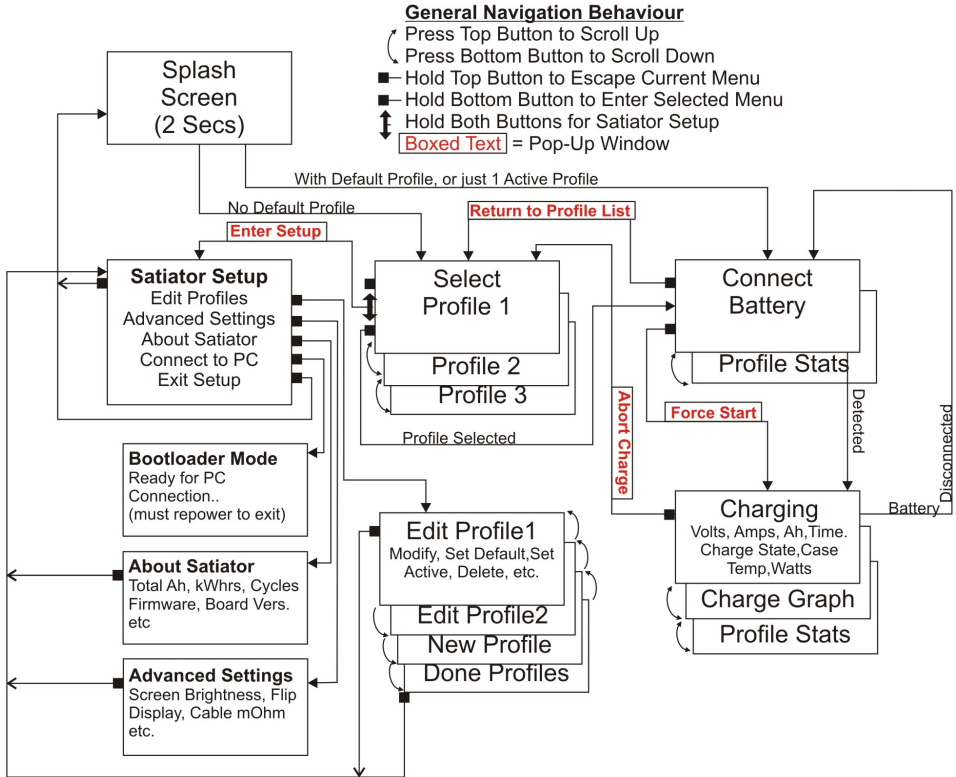 General Navigation Behaviour
Press Top Button to Scroll Up
Press Bottom Button to Scroll Down
Hold Top Button to Escape Current Menu
Hold Bottom Button to Enter Selected Menu
Hold Both Buttons for Satiator Setup
Boxed Text = Pop-Up Window
Splash
Screen
(2 Secs)
With Default Profile, or just 1 Active Profile
No Default Profile
Return to Profile List
Enter Setup
Satiator Setup
Edit Profiles
Advanced Settings
About Satiator
Connect to PC
Exit Setup
Select
Profile 1
Profile 2
Profile 3
Connect
Battery
Profile Stats
Profile Selected
Abort Charge
Force Start
Detected
Disconnected
Battery
Bootloader Mode
Ready for PC
Connection..
(must repower to exit)
About Satiator
Total Ah, kWhrs, Cycles
Firmware, Board Vers.
etc
Advanced Settings
Screen Brightness, Flip
Display, Cable mOhm
etc.
Edit Profile1
Modify, Set Default,Set
Active, Delete, etc.
Edit Profile2
New Profile
Done Profiles
Charging
Volts, Amps, Ah,Time.
Charge State,Case
Temp,Watts
Charge Graph
Profile Stats